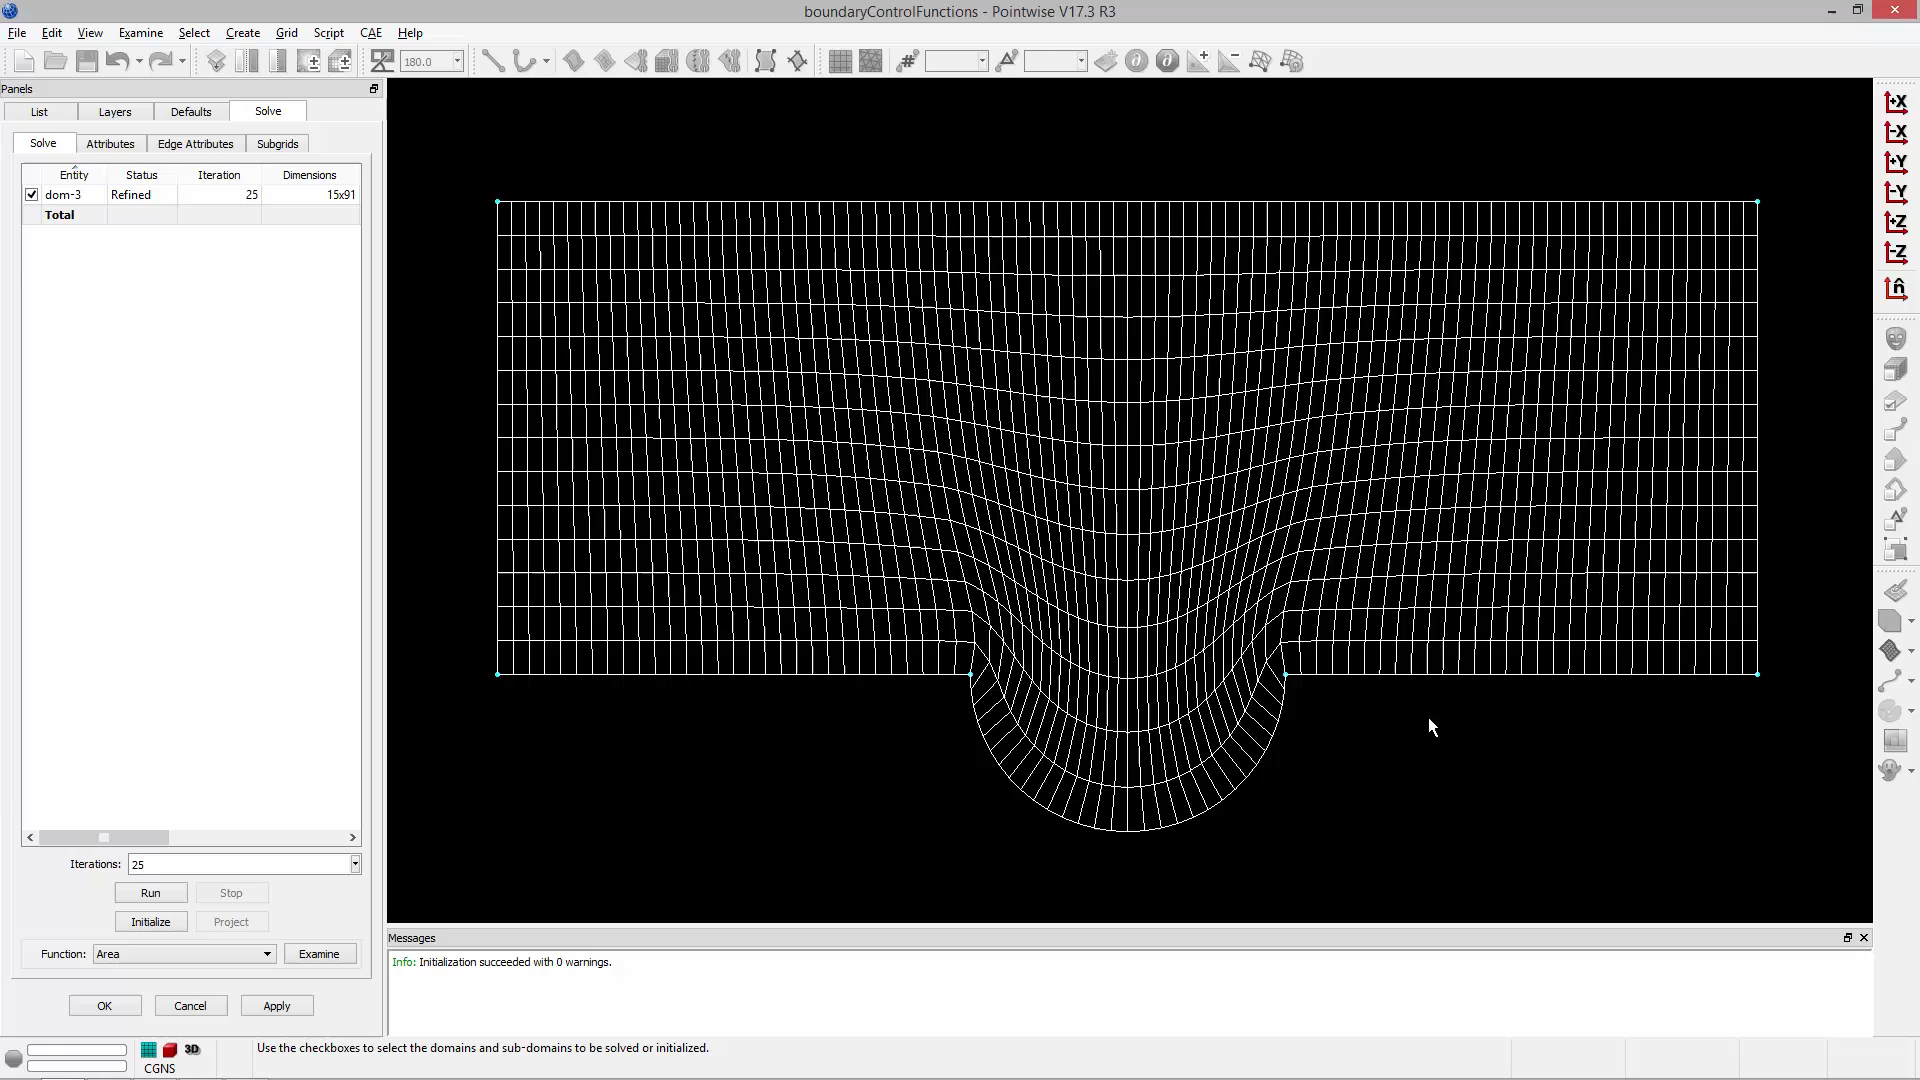 boundaryControlFunctions - Pointwise V17.3 R3
File Edit View Examine Select Create Grid Script CAE Help
180.0
Panels
List Layers Defaults Solve
Solve Attributes Edge Attributes Subgrids
Entity Status Iteration Dimensions
dom-3 Refined 25 15x91
Total
Iterations: 25
Run Stop
Initialize Project
Function: Area Examine
OK Cancel Apply
Messages
Info: Initialization succeeded with 0 warnings.
3D
CGNS
Use the checkboxes to select the domains and sub-domains to be solved or initialized.
+X
-X
+Y
-Y
+Z
-Z
n̂